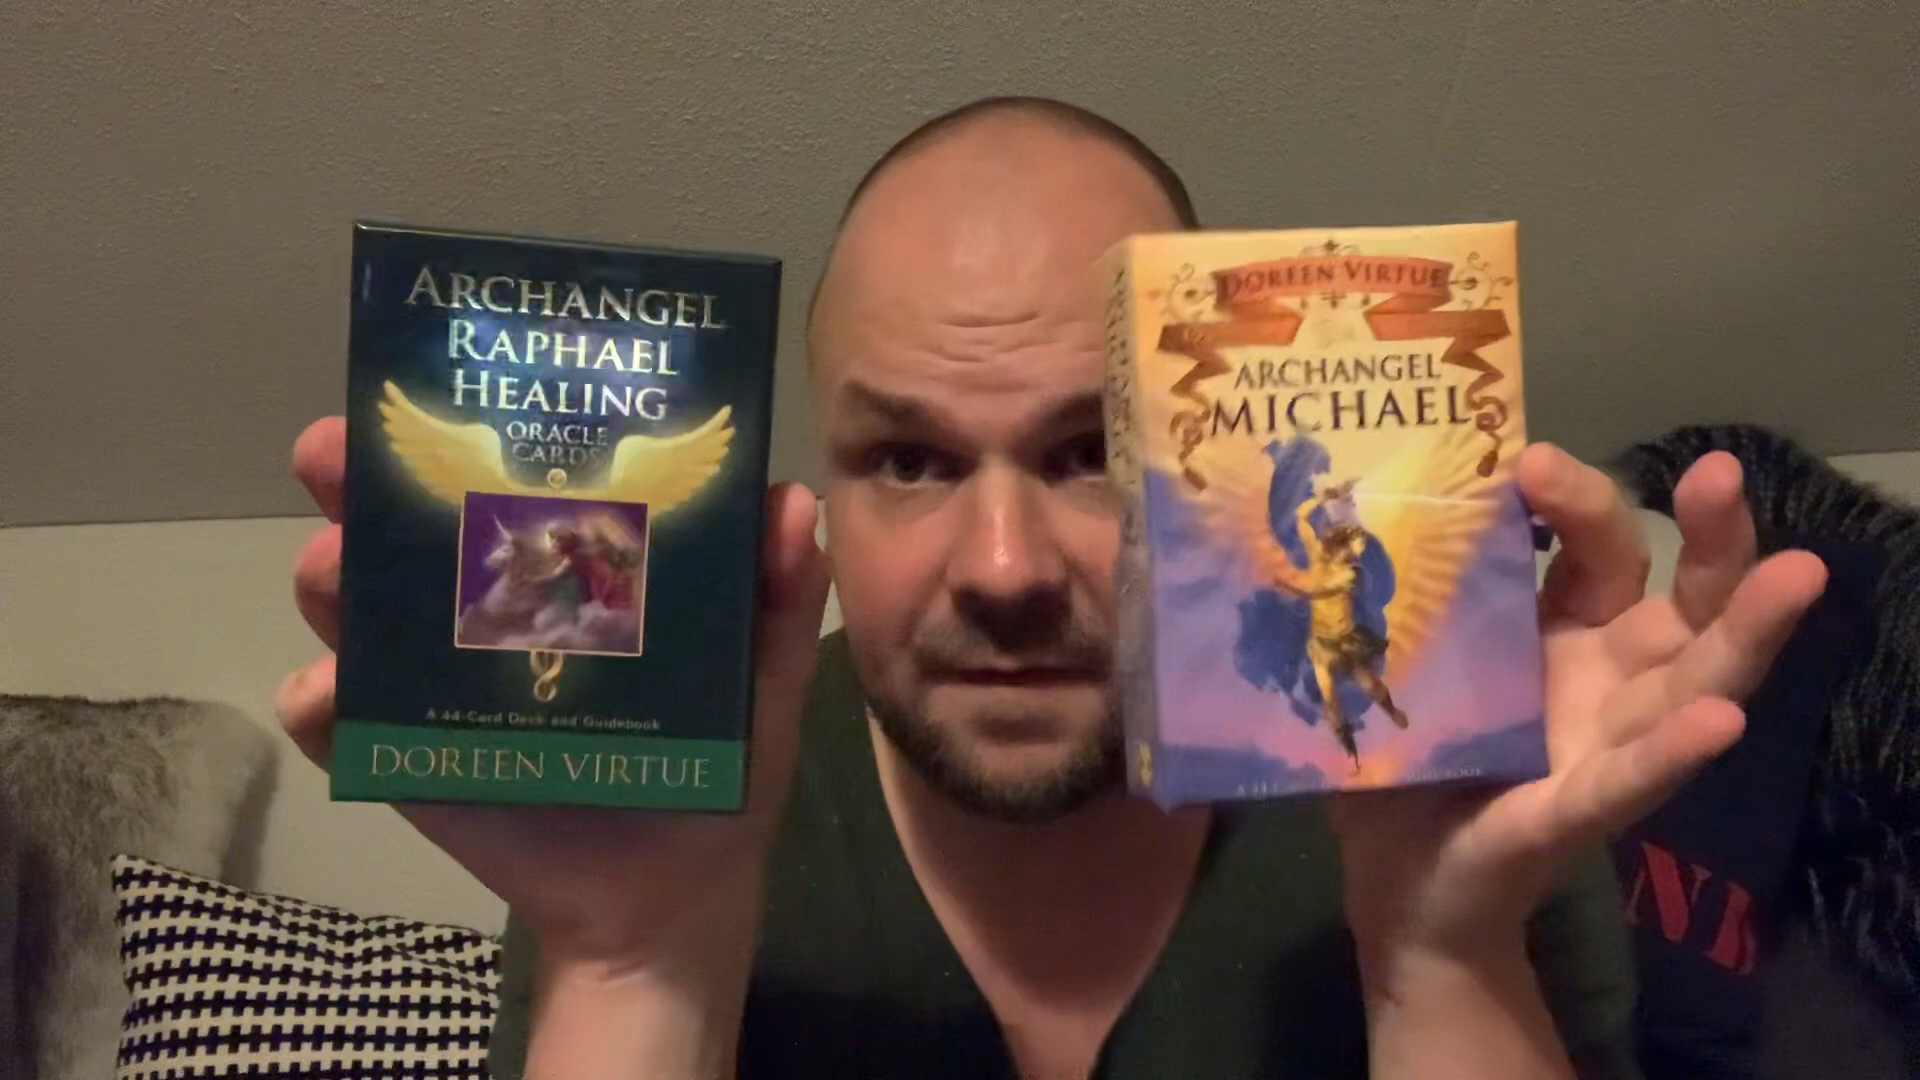 ARCHANGEL
RAPHAEL
HEALING
ORACLE
CARDS
A 44-Card Deck and Guidebook
DOREEN VIRTUE
DOREEN VIRTUE
ARCHANGEL
MICHAEL